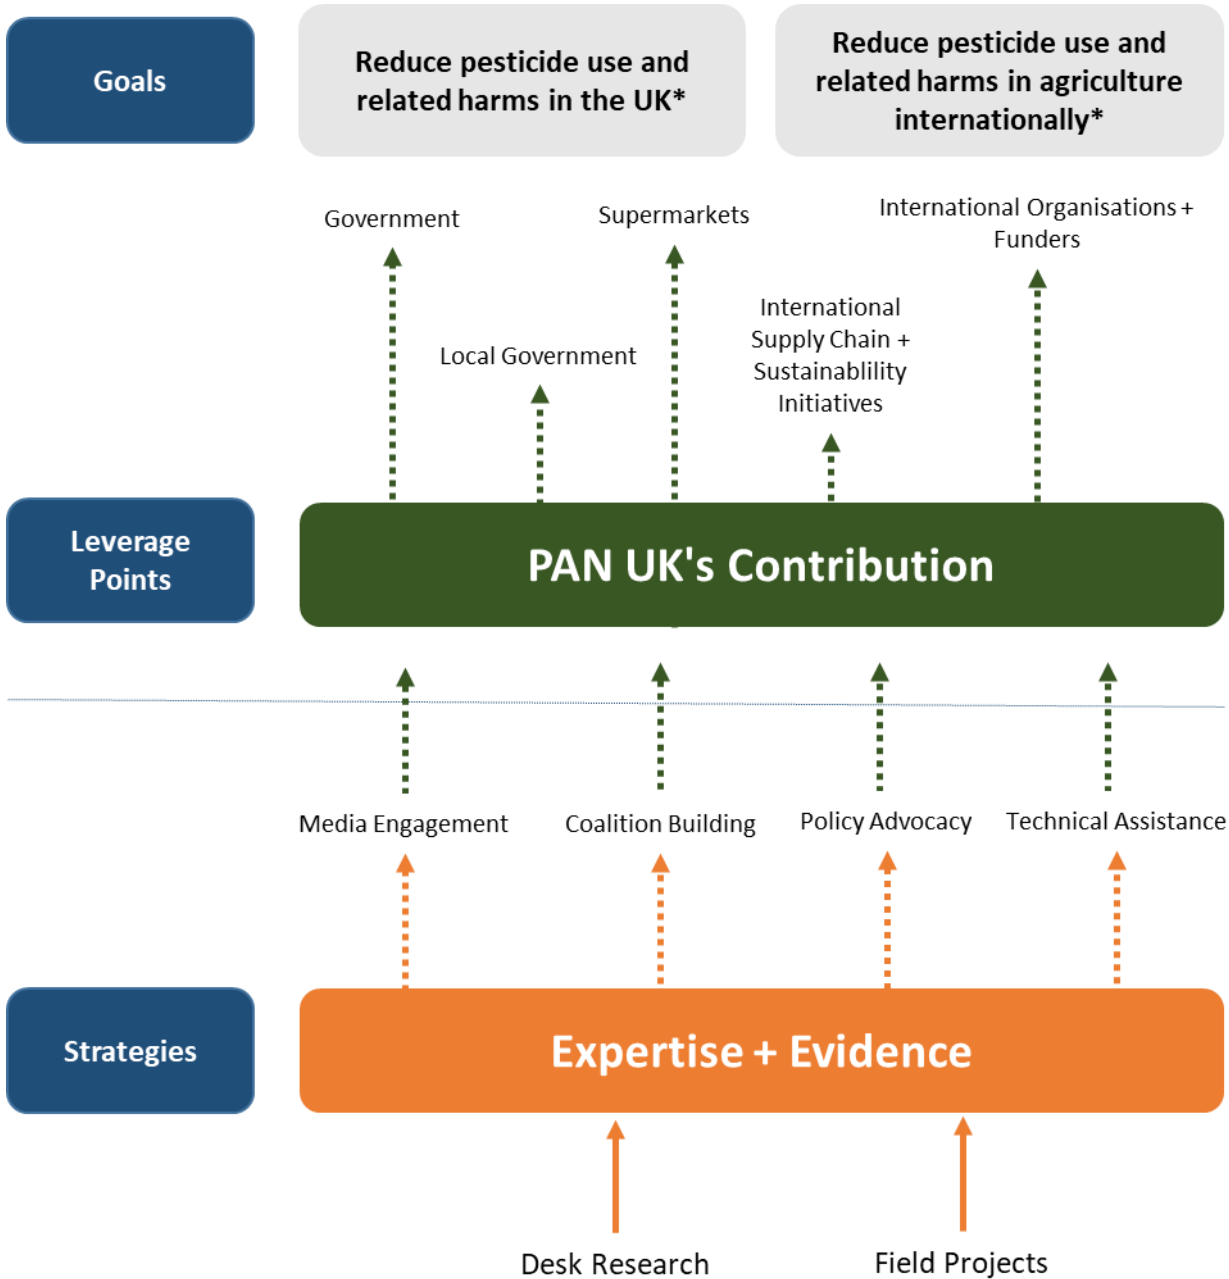 Goals
Reduce pesticide use and
related harms in the UK*
Reduce pesticide use and
related harms in agriculture
internationally*
Government
Supermarkets
International Organisations +
Funders
Local Government
International
Supply Chain +
Sustainablility
Initiatives
Leverage
Points
PAN UK's Contribution
Media Engagement
Coalition Building
Policy Advocacy
Technical Assistance
Strategies
Expertise + Evidence
Desk Research
Field Projects